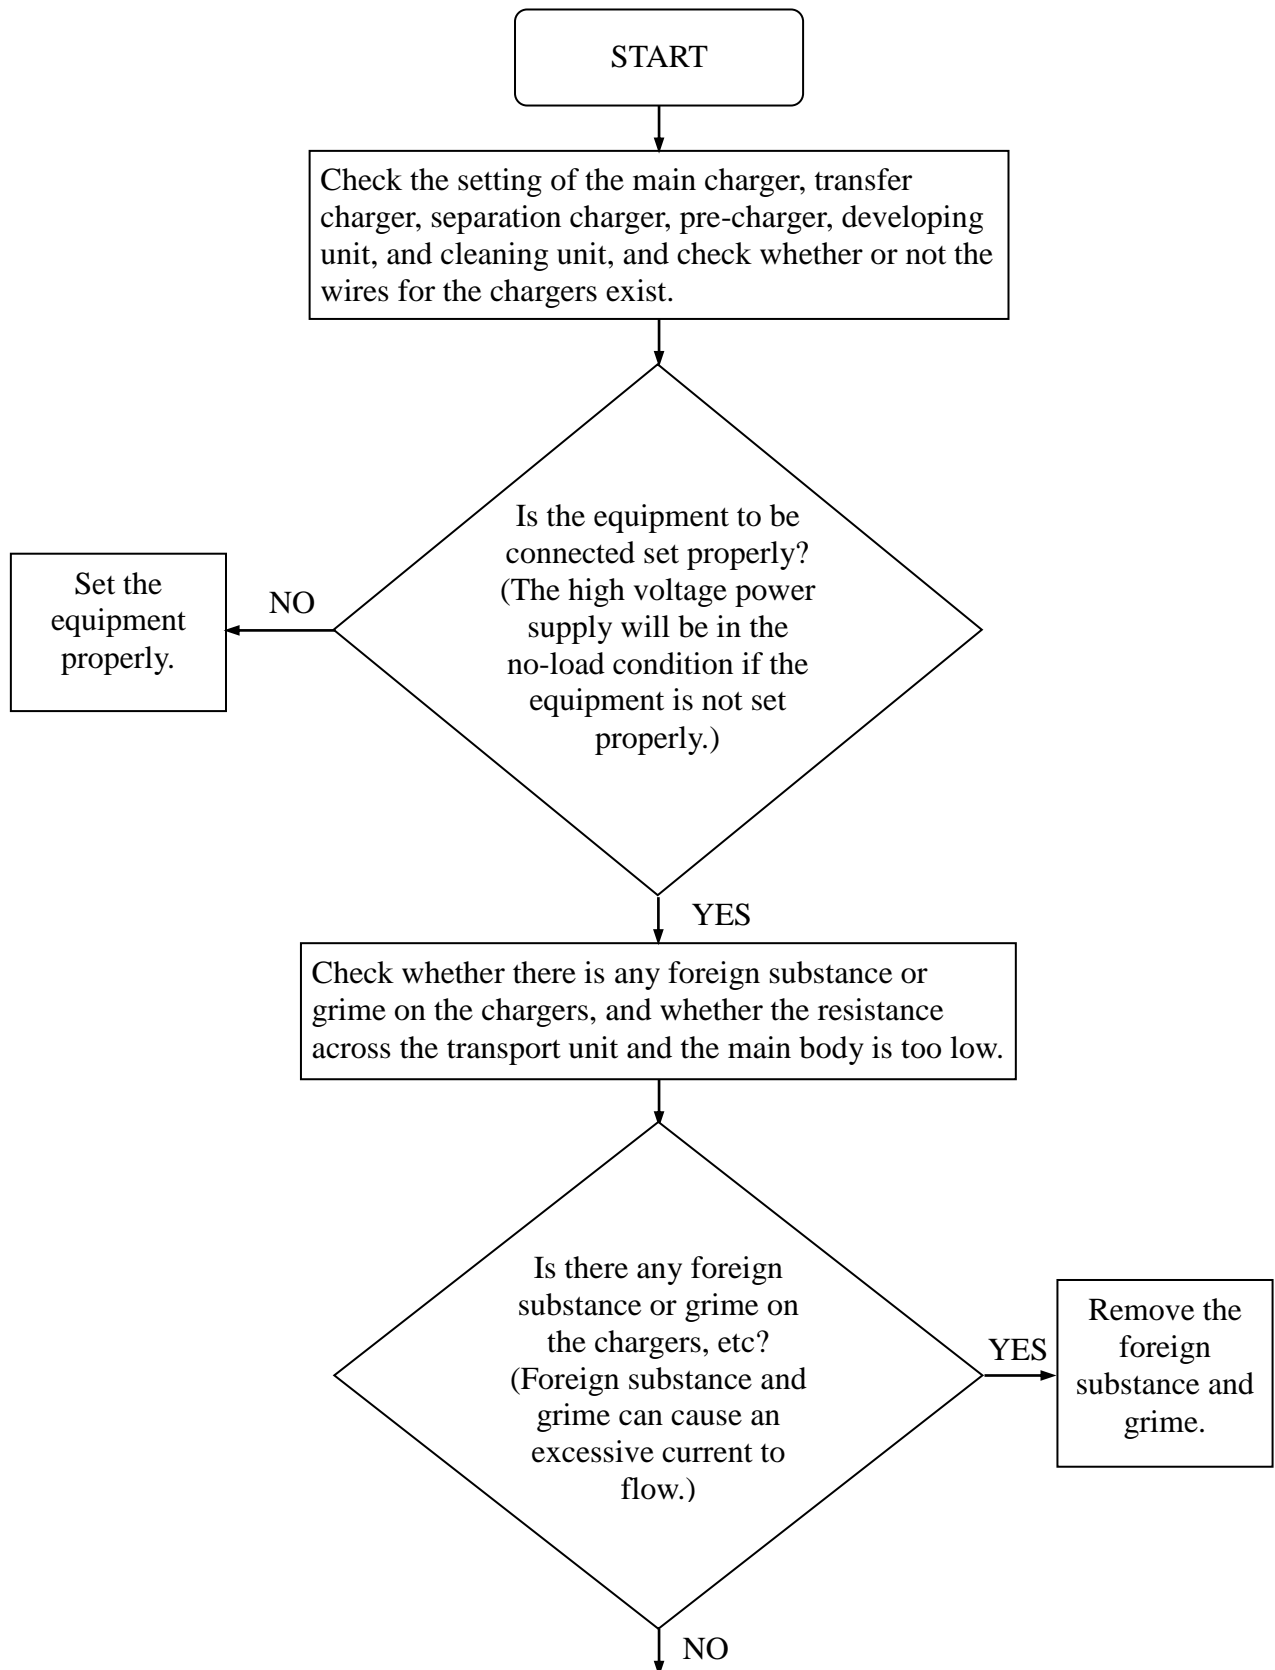 START
Check the setting of the main charger, transfer
charger, separation charger, pre-charger, developing
unit, and cleaning unit, and check whether or not the
wires for the chargers exist.
Is the equipment to be
connected set properly?
(The high voltage power
supply will be in the
no-load condition if the
equipment is not set
properly.)
NO
Set the
equipment
properly.
YES
Check whether there is any foreign substance or
grime on the chargers, and whether the resistance
across the transport unit and the main body is too low.
Is there any foreign
substance or grime on
the chargers, etc?
(Foreign substance and
grime can cause an
excessive current to
flow.)
YES
Remove the
foreign
substance and
grime.
NO